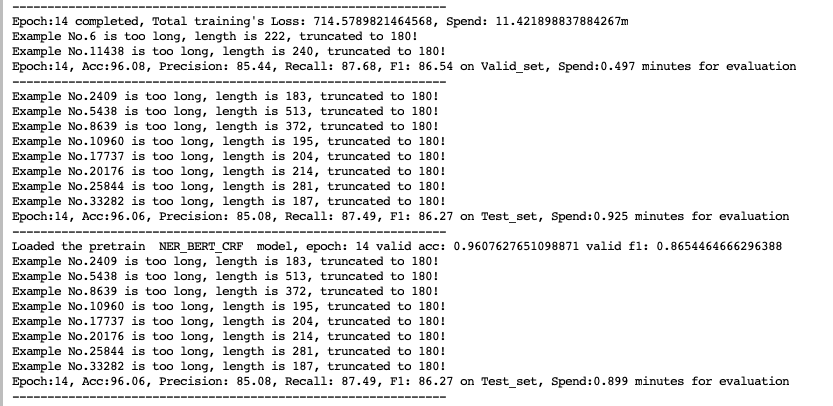 --------------------------------------------------------------
Epoch:14 completed, Total training's Loss: 714.5789821464568, Spend: 11.421898837884267m
Example No.6 is too long, length is 222, truncated to 180!
Example No.11438 is too long, length is 240, truncated to 180!
Epoch:14, Acc:96.08, Precision: 85.44, Recall: 87.68, F1: 86.54 on Valid_set, Spend:0.497 minutes for evaluation
--------------------------------------------------------------
Example No.2409 is too long, length is 183, truncated to 180!
Example No.5438 is too long, length is 513, truncated to 180!
Example No.8639 is too long, length is 372, truncated to 180!
Example No.10960 is too long, length is 195, truncated to 180!
Example No.17737 is too long, length is 204, truncated to 180!
Example No.20176 is too long, length is 214, truncated to 180!
Example No.25844 is too long, length is 281, truncated to 180!
Example No.33282 is too long, length is 187, truncated to 180!
Epoch:14, Acc:96.06, Precision: 85.08, Recall: 87.49, F1: 86.27 on Test_set, Spend:0.925 minutes for evaluation
--------------------------------------------------------------
Loaded the pretrain  NER_BERT_CRF  model, epoch: 14 valid acc: 0.9607627651098871 valid f1: 0.8654464666296388
Example No.2409 is too long, length is 183, truncated to 180!
Example No.5438 is too long, length is 513, truncated to 180!
Example No.8639 is too long, length is 372, truncated to 180!
Example No.10960 is too long, length is 195, truncated to 180!
Example No.17737 is too long, length is 204, truncated to 180!
Example No.20176 is too long, length is 214, truncated to 180!
Example No.25844 is too long, length is 281, truncated to 180!
Example No.33282 is too long, length is 187, truncated to 180!
Epoch:14, Acc:96.06, Precision: 85.08, Recall: 87.49, F1: 86.27 on Test_set, Spend:0.899 minutes for evaluation
--------------------------------------------------------------